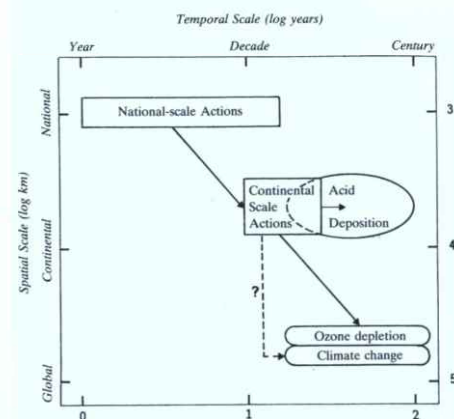 Temporal Scale (log years)
Year Decade Century
National
Continental
Global
Spatial Scale (log km)
National-scale Actions
3
Continental
Scale
Actions
Acid
Deposition
4
?
Ozone depletion
Climate change
5
0 1 2